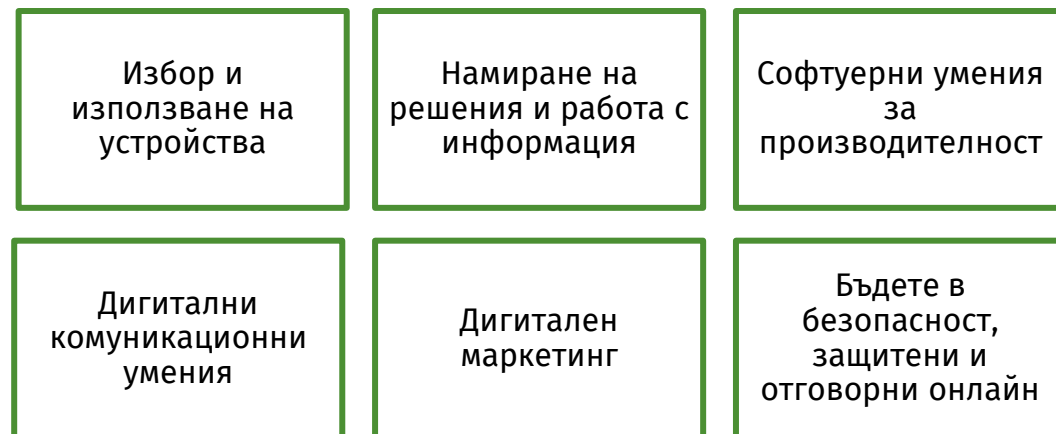 Избор и
използване на
устройства
Намиране на
решения и работа с
информация
Софтуерни умения
за
производителност
Дигитални
комуникационни
умения
Дигитален
маркетинг
Бъдете в
безопасност,
защитени и
отговорни онлайн